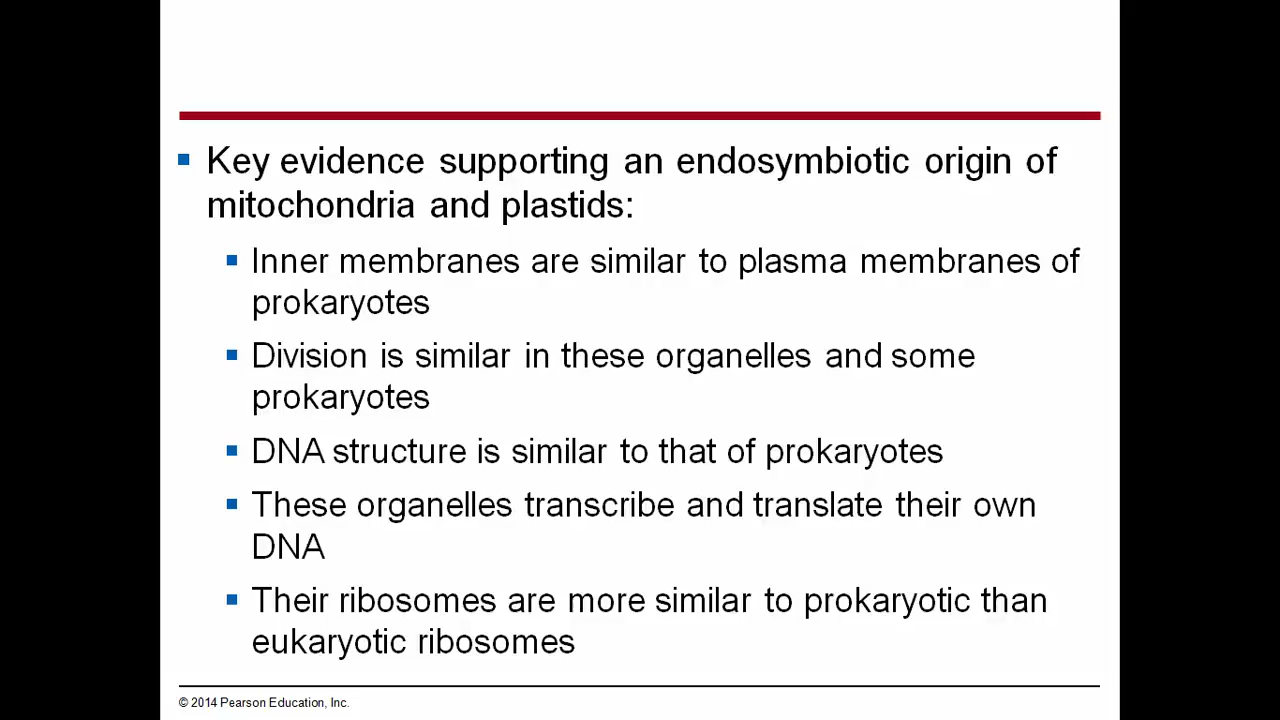 Key evidence supporting an endosymbiotic origin of
mitochondria and plastids:
Inner membranes are similar to plasma membranes of
prokaryotes
Division is similar in these organelles and some
prokaryotes
DNA structure is similar to that of prokaryotes
These organelles transcribe and translate their own
DNA
Their ribosomes are more similar to prokaryotic than
eukaryotic ribosomes
© 2014 Pearson Education, Inc.